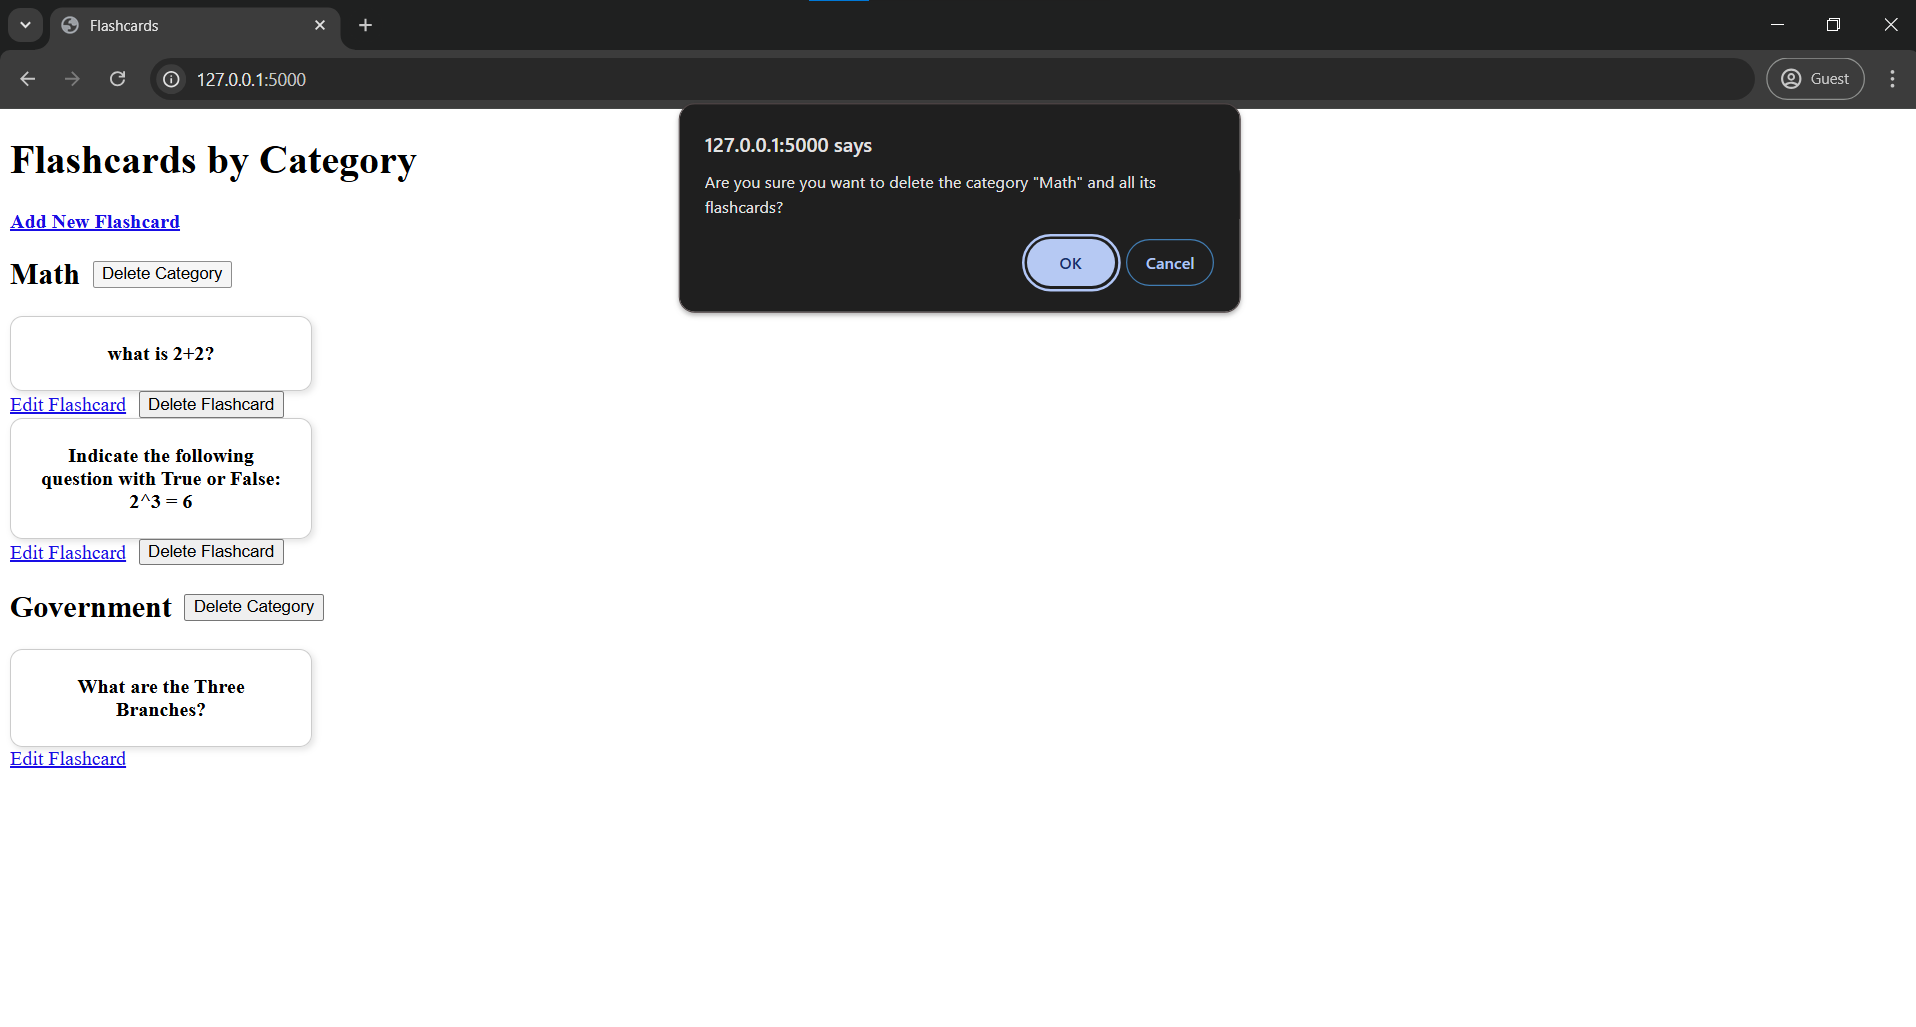 Flashcards
127.0.0.1:5000
Guest
127.0.0.1:5000 says
Are you sure you want to delete the category "Math" and all its
flashcards?
OK
Cancel
Flashcards by Category
Add New Flashcard
Math
Delete Category
what is 2+2?
Edit Flashcard
Delete Flashcard
Indicate the following
question with True or False:
2^3 = 6
Edit Flashcard
Delete Flashcard
Government
Delete Category
What are the Three
Branches?
Edit Flashcard